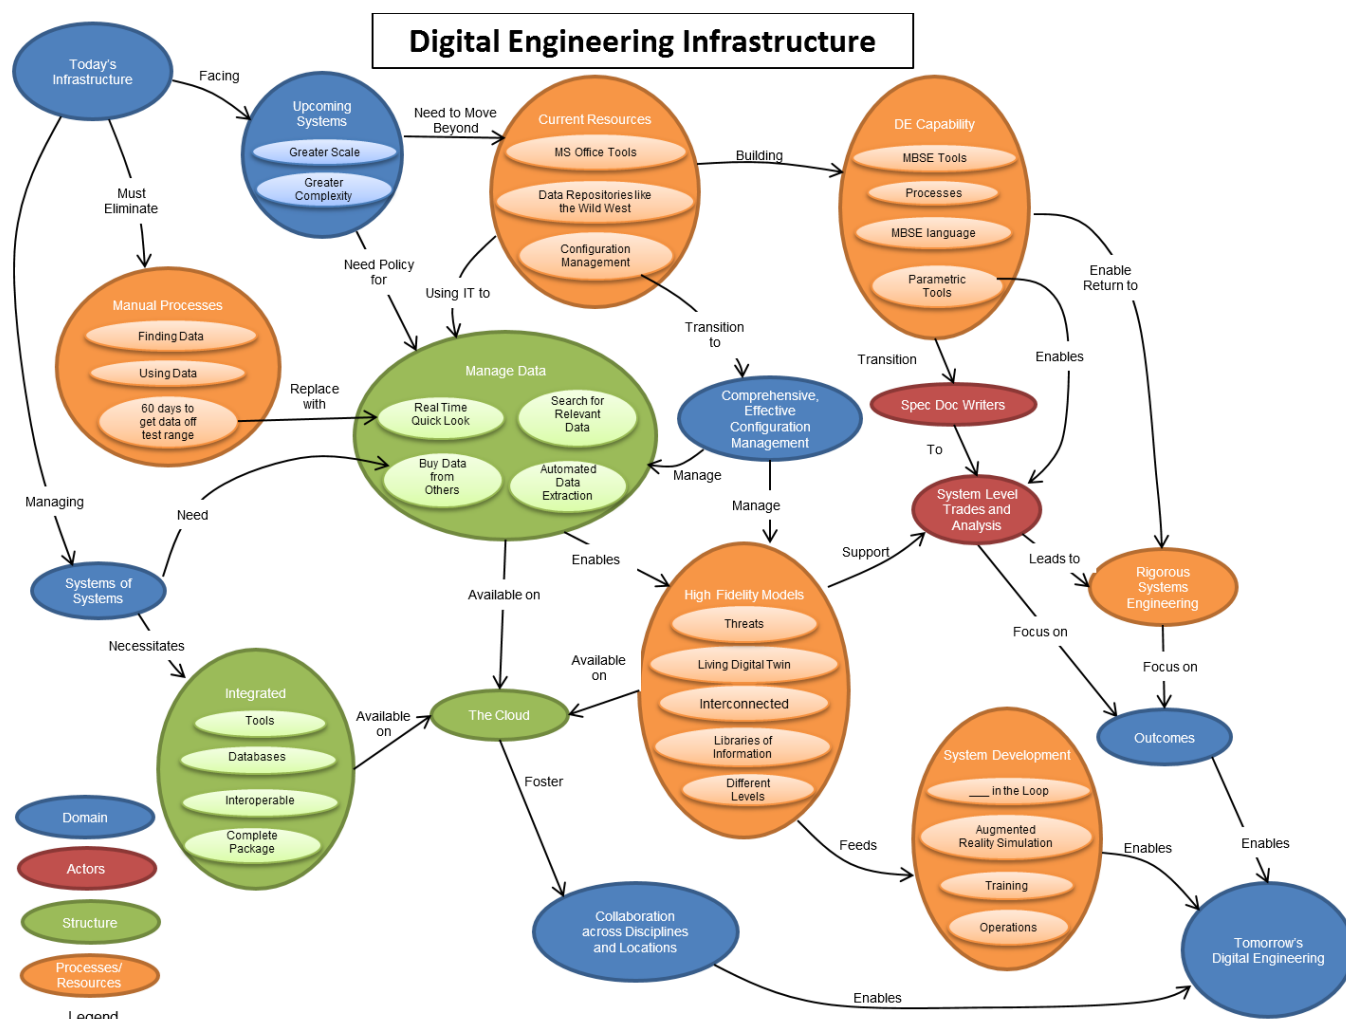 Digital Engineering Infrastructure
Today's
Infrastructure
Facing
Upcoming
Systems
Greater Scale
Greater
Complexity
Need to Move
Beyond
Current Resources
MS Office Tools
Data Repositories like
the Wild West
Configuration
Management
Building
DE Capability
MBSE Tools
Processes
MBSE language
Parametric
Tools
Must
Eliminate
Need Policy
for
Using IT to
Transition
to
Enable
Return to
Manual Processes
Finding Data
Using Data
60 days to
get data off
test range
Replace
with
Manage Data
Real Time
Quick Look
Search for
Relevant
Data
Buy Data
from
Others
Automated
Data
Extraction
Comprehensive,
Effective
Configuration
Management
Transition
Enables
Spec Doc Writers
To
Manage
Manage
System Level
Trades and
Analysis
Managing
Need
Systems of
Systems
Available on
Enables
Support
Leads to
Rigorous
Systems
Engineering
Necessitates
High Fidelity Models
Threats
Living Digital Twin
Interconnected
Libraries of
Information
Different
Levels
Focus on
Focus on
Integrated
Tools
Databases
Interoperable
Complete
Package
Available
on
The Cloud
Available
on
Outcomes
System Development
___ in the Loop
Augmented
Reality Simulation
Training
Operations
Foster
Feeds
Enables
Enables
Collaboration
across Disciplines
and Locations
Enables
Tomorrow's
Digital Engineering
Domain
Actors
Structure
Processes/
Resources
Legend